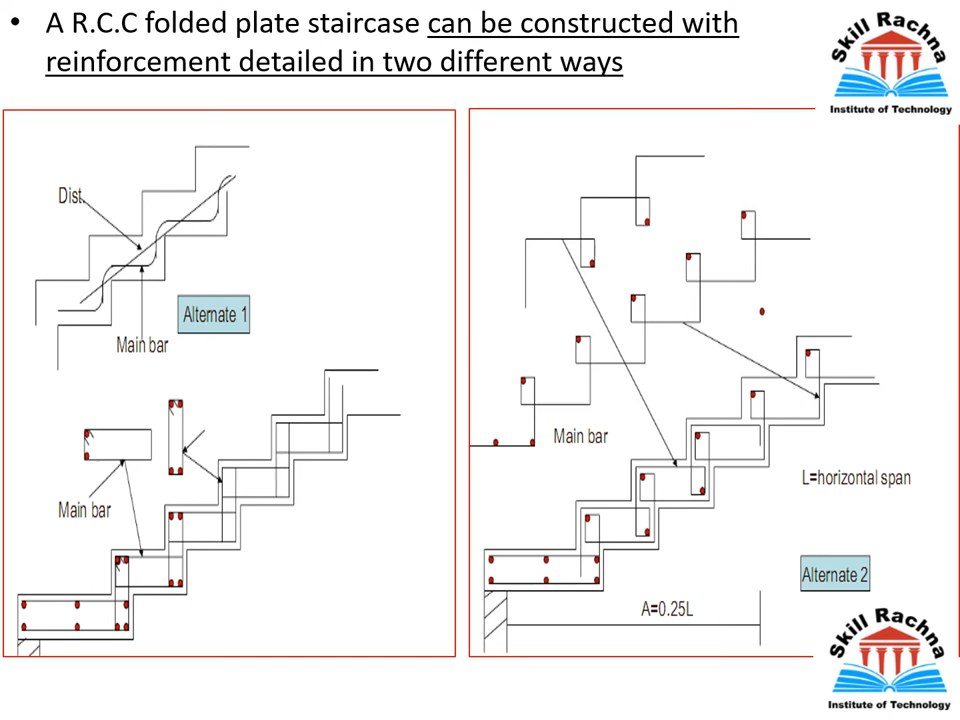 • A R.C.C folded plate staircase can be constructed with
reinforcement detailed in two different ways
Skill Rachna
Institute of Technology
Dist.
Alternate 1
Main bar
Main bar
Main bar
L=horizontal span
Alternate 2
A=0.25L
Skill Rachna
Institute of Technology